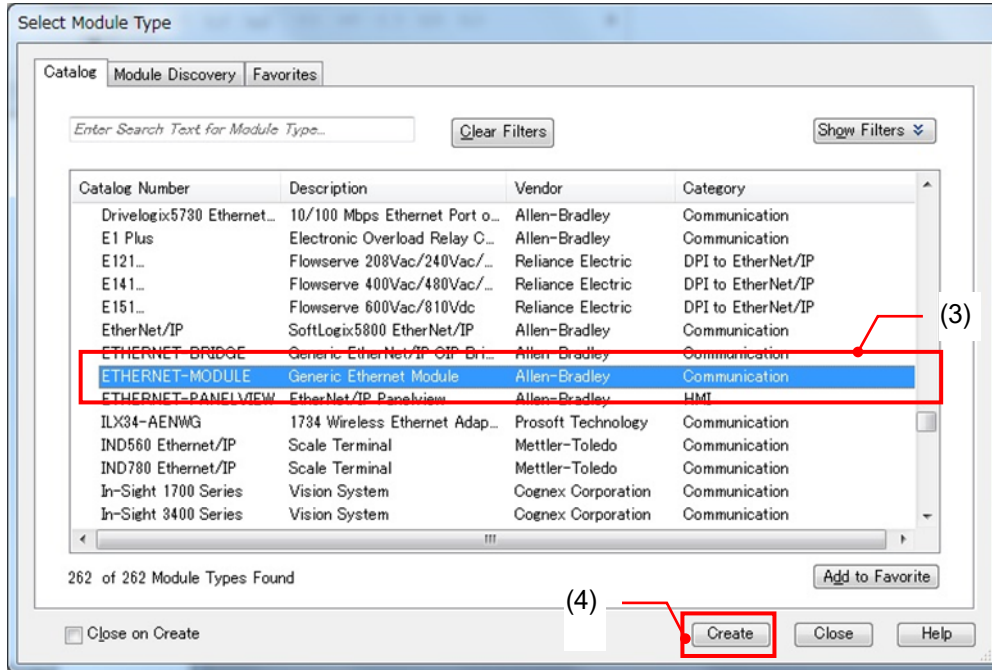 Select Module Type
Catalog Module Discovery Favorites
Enter Search Text for Module Type... Clear Filters Show Filters
Catalog Number Description Vendor Category
Drivelogix5730 Ethernet... 10/100 Mbps Ethernet Port o... Allen-Bradley Communication
E1 Plus Electronic Overload Relay C... Allen-Bradley Communication
E121... Flowserve 208Vac/240Vac/... Reliance Electric DPI to EtherNet/IP
E141... Flowserve 400Vac/480Vac/... Reliance Electric DPI to EtherNet/IP
E151... Flowserve 600Vac/810Vdc Reliance Electric DPI to EtherNet/IP
(3)
EtherNet/IP SoftLogix5800 EtherNet/IP Allen-Bradley Communication
ETHERNET-BRIDGE Generic EtherNet/IP CIP Bri... Allen-Bradley Communication
ETHERNET-MODULE Generic Ethernet Module Allen-Bradley Communication
ETHERNET-PANELVIEW EtherNet/IP Panelview Allen-Bradley HMI
ILX34-AENWG 1734 Wireless Ethernet Adap... Prosoft Technology Communication
IND560 Ethernet/IP Scale Terminal Mettler-Toledo Communication
IND780 Ethernet/IP Scale Terminal Mettler-Toledo Communication
In-Sight 1700 Series Vision System Cognex Corporation Communication
In-Sight 3400 Series Vision System Cognex Corporation Communication
262 of 262 Module Types Found Add to Favorite
(4)
Close on Create Create Close Help